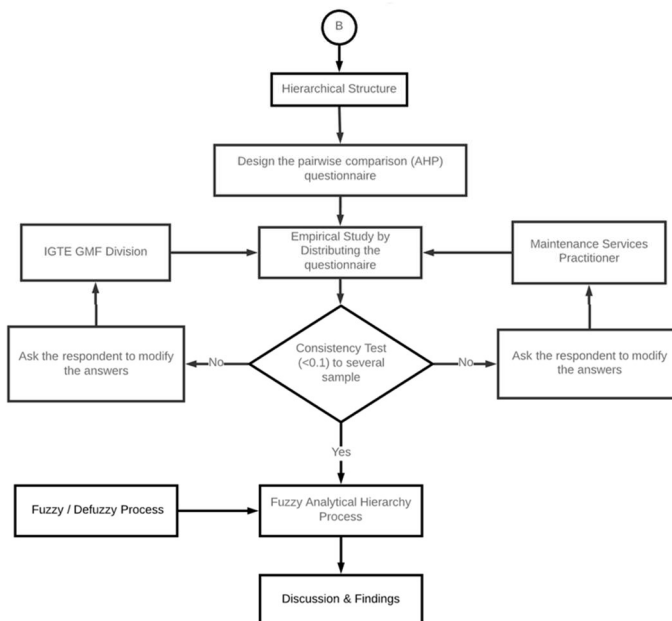 B
Hierarchical Structure
Design the pairwise comparison (AHP)
questionnaire
IGTE GMF Division
Empirical Study by
Distributing the
questionnaire
Maintenance Services
Practitioner
Ask the respondent to modify
the answers
No
Consistency Test
(<0.1) to several
sample
No
Ask the respondent to modify
the answers
Yes
Fuzzy / Defuzzy Process
Fuzzy Analytical Hierarchy
Process
Discussion & Findings